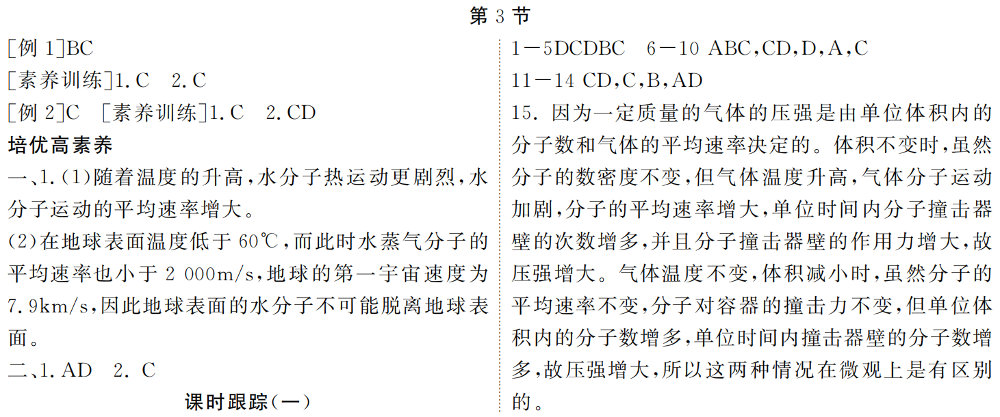 第 3 节
[例 1]BC
[素养训练]1. C 2. C
[例 2]C [素养训练]1. C 2. CD
培优高素养
一、1. (1)随着温度的升高,水分子热运动更剧烈,水
分子运动的平均速率增大。
(2)在地球表面温度低于 60℃,而此时水蒸气分子的
平均速率也小于 2 000m/s,地球的第一宇宙速度为
7. 9km/s,因此地球表面的水分子不可能脱离地球表
面。
二、1. AD 2. C
课时跟踪(一)
1-5DCDBC 6-10 ABC,CD,D,A,C
11-14 CD,C,B,AD
15. 因为一定质量的气体的压强是由单位体积内的
分子数和气体的平均速率决定的。体积不变时,虽然
分子的数密度不变,但气体温度升高,气体分子运动
加剧,分子的平均速率增大,单位时间内分子撞击器
壁的次数增多,并且分子撞击器壁的作用力增大,故
压强增大。气体温度不变,体积减小时,虽然分子的
平均速率不变,分子对容器的撞击力不变,但单位体
积内的分子数增多,单位时间内撞击器壁的分子数增
多,故压强增大,所以这两种情况在微观上是有区别
的。